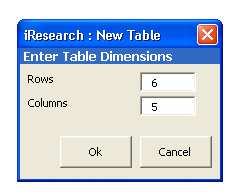 iResearch : New Table
Enter Table Dimensions
Rows 6
Columns 5
Ok Cancel